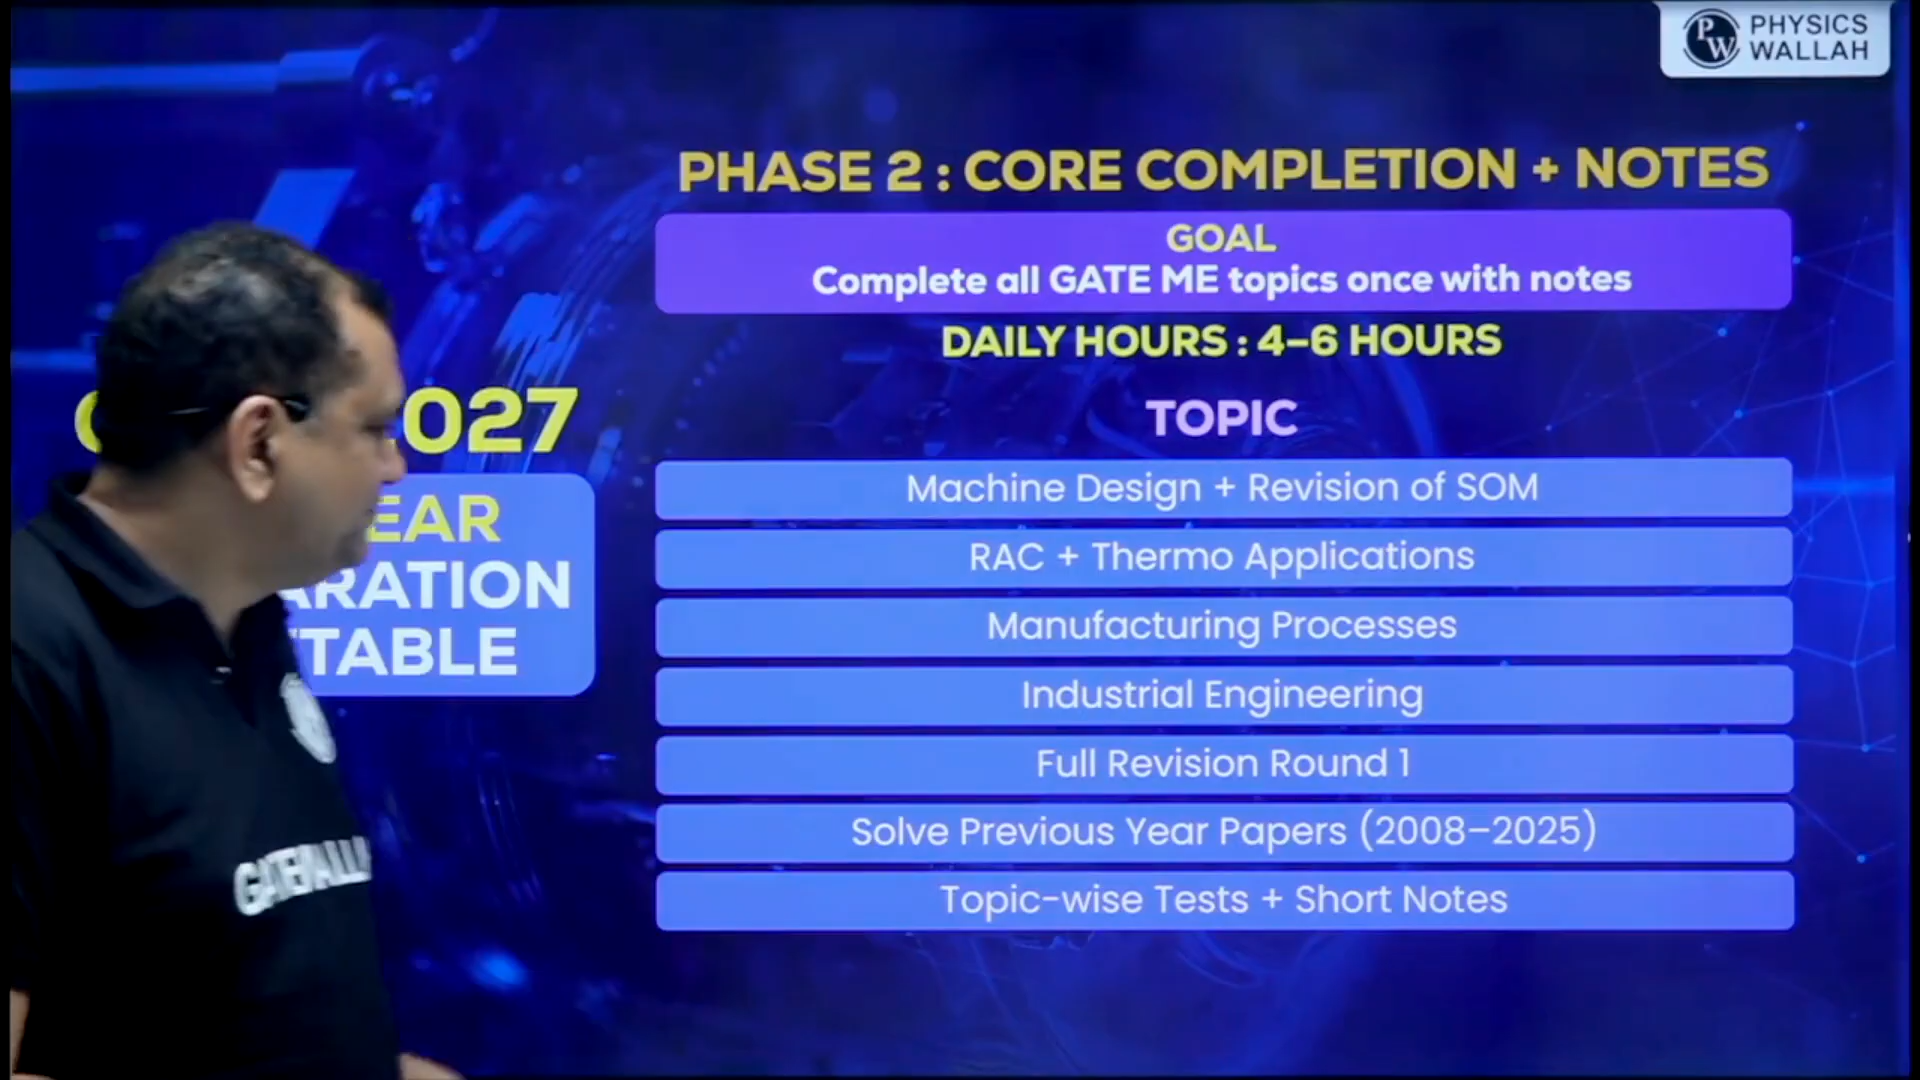 PHYSICS
WALLAH
PHASE 2 : CORE COMPLETION + NOTES
GOAL
Complete all GATE ME topics once with notes
DAILY HOURS : 4–6 HOURS
TOPIC
Machine Design + Revision of SOM
RAC + Thermo Applications
Manufacturing Processes
Industrial Engineering
Full Revision Round 1
Solve Previous Year Papers (2008–2025)
Topic-wise Tests + Short Notes
027
EAR
RATION
TABLE